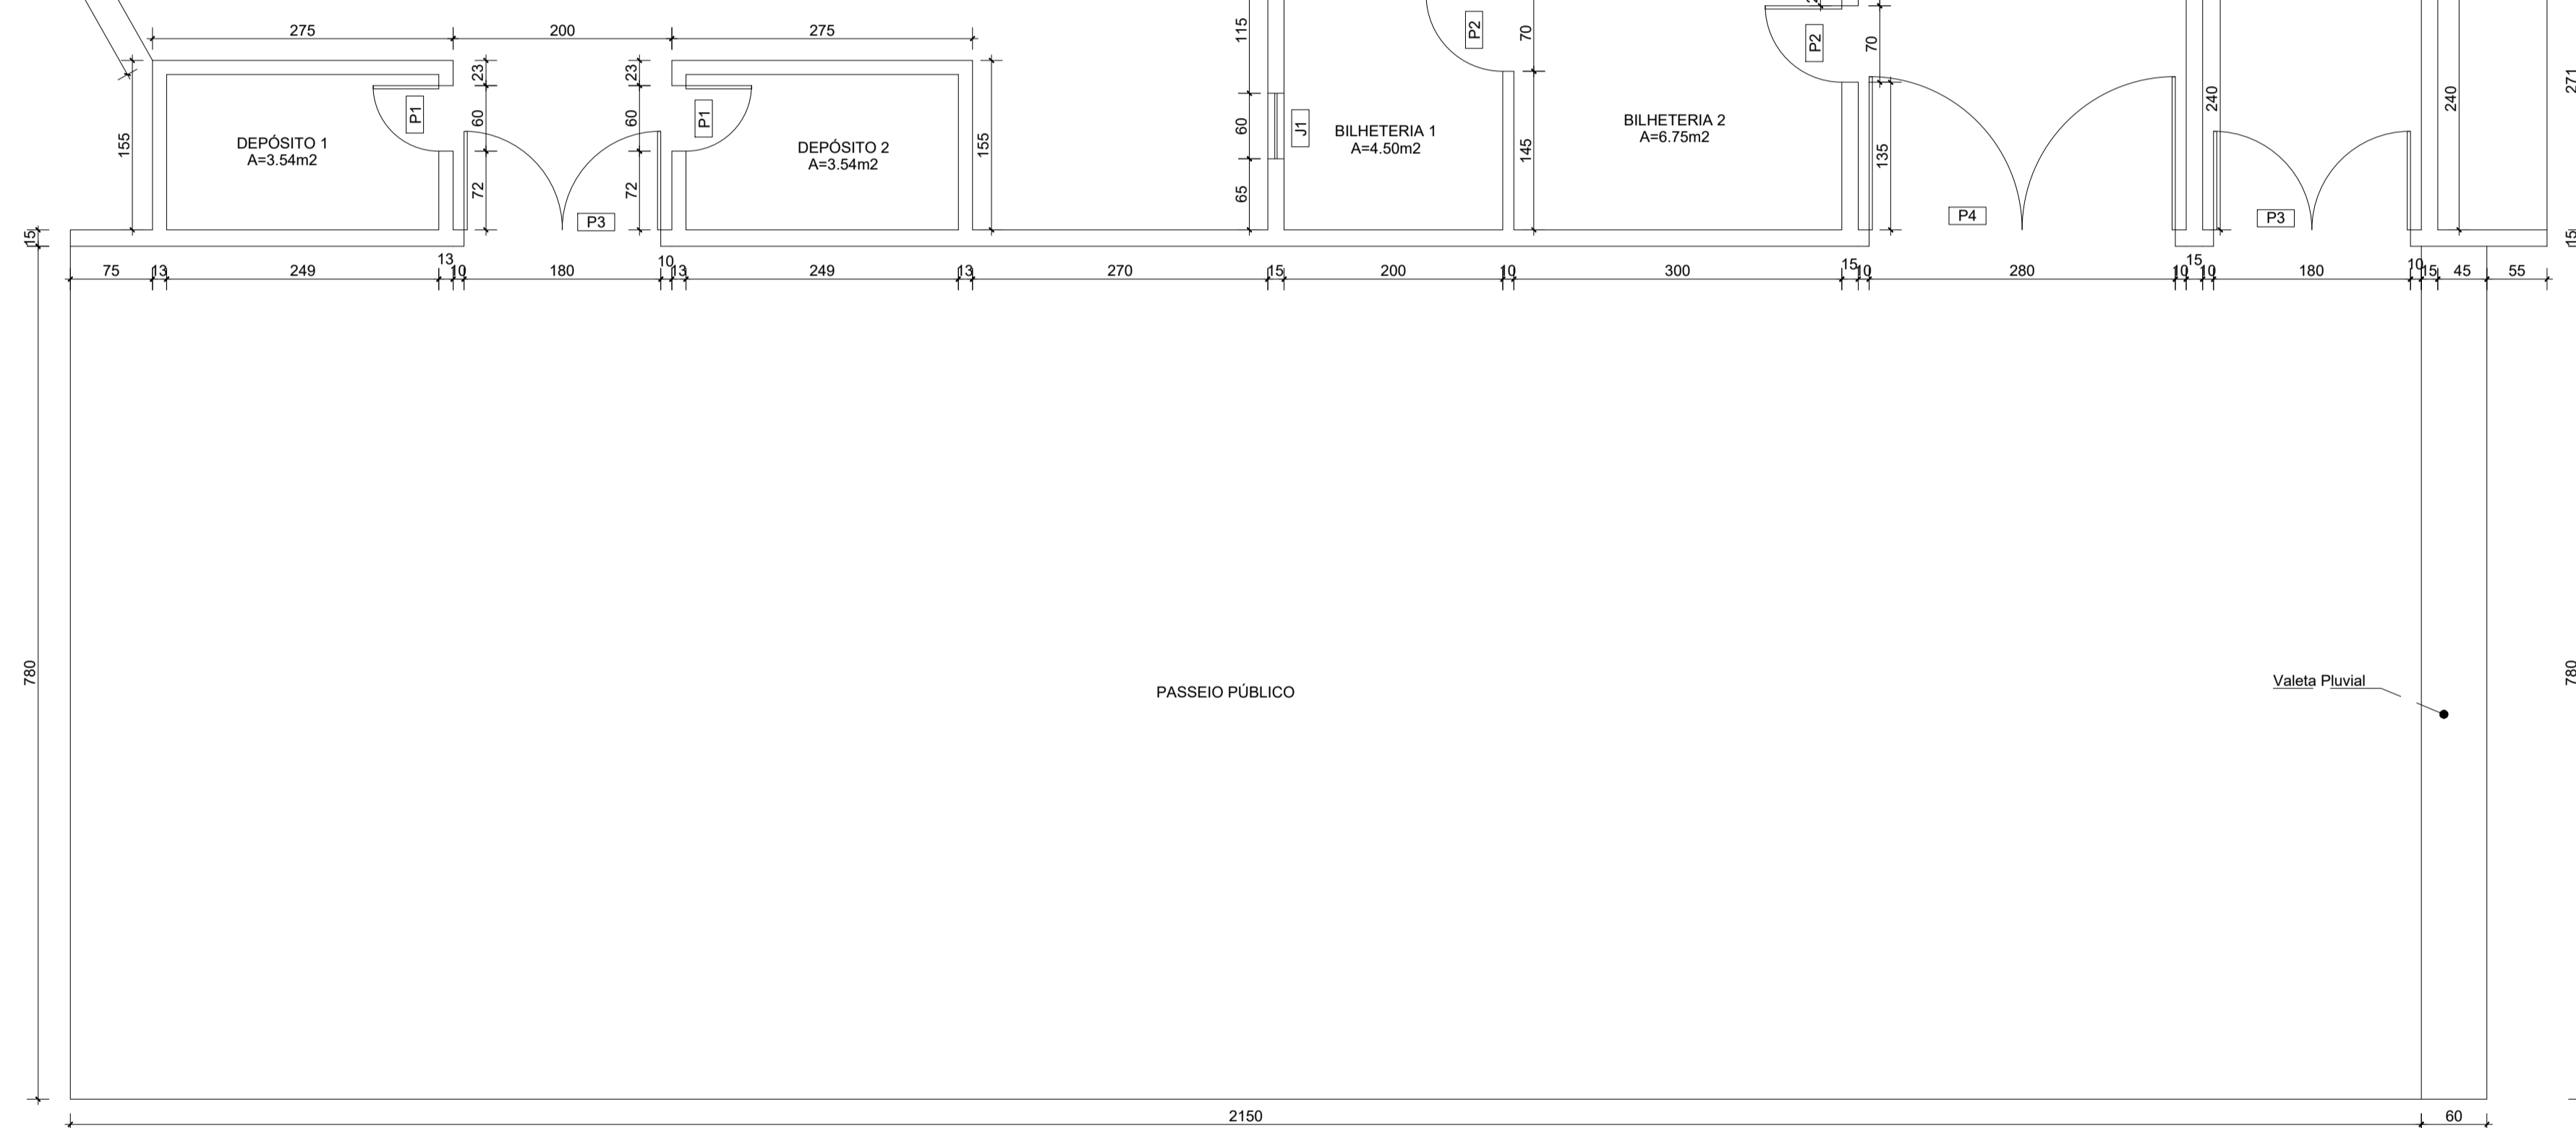 275
200
275
115
P2
70
P2
70
240
240
271
23
23
60
60
P1
P1
155
155
DEPÓSITO 1
A=3.54m2
DEPÓSITO 2
A=3.54m2
60
J1
BILHETERIA 1
A=4.50m2
145
BILHETERIA 2
A=6.75m2
135
72
72
65
P3
P4
P3
15
15
75
13
249
13
10
180
10
13
249
13
270
15
200
10
300
15
10
280
10
15
10
180
10
15
45
55
780
PASSEIO PÚBLICO
Valeta Pluvial
780
2150
60